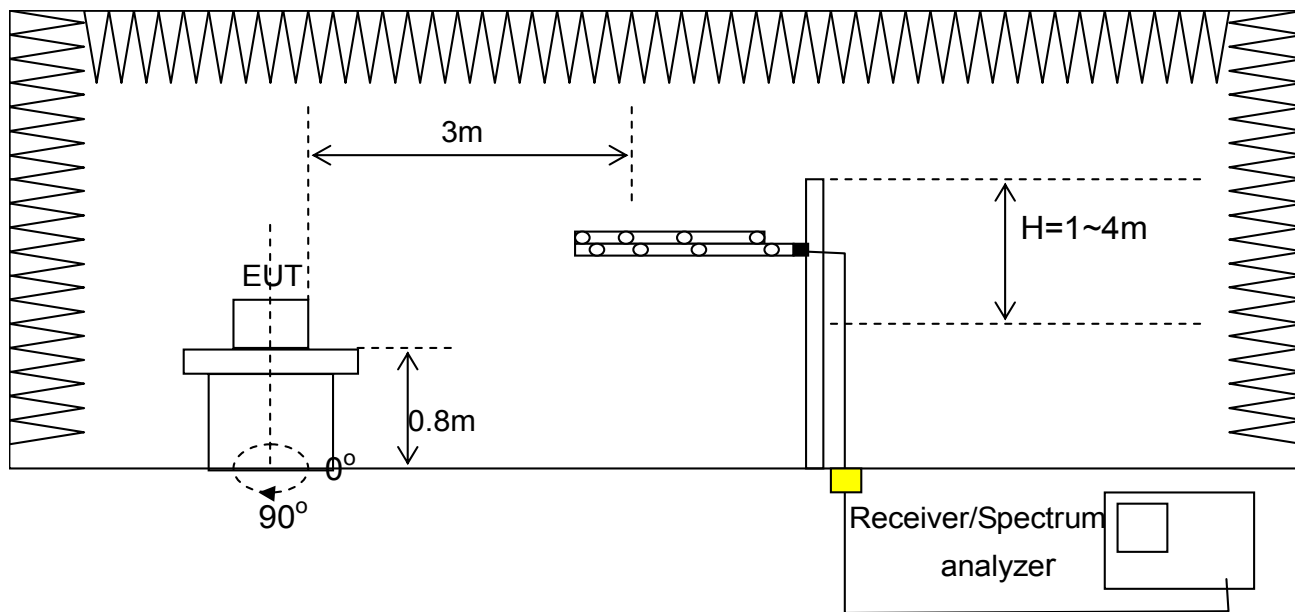 3m
H=1~4m
EUT
0.8m
0°
90°
Receiver/Spectrum
analyzer